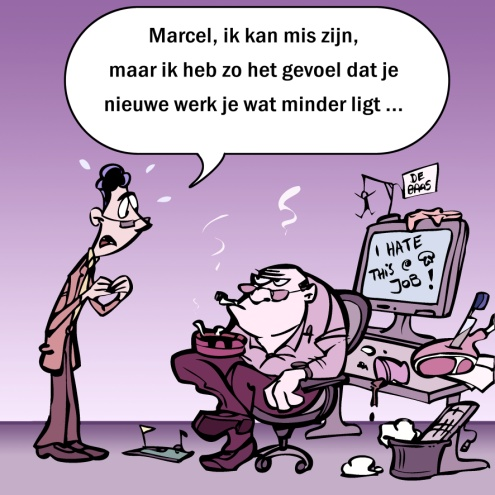 Marcel, ik kan mis zijn,
maar ik heb zo het gevoel dat je
nieuwe werk je wat minder ligt ...
DE
BAAS
I HATE
THIS @
JOB!